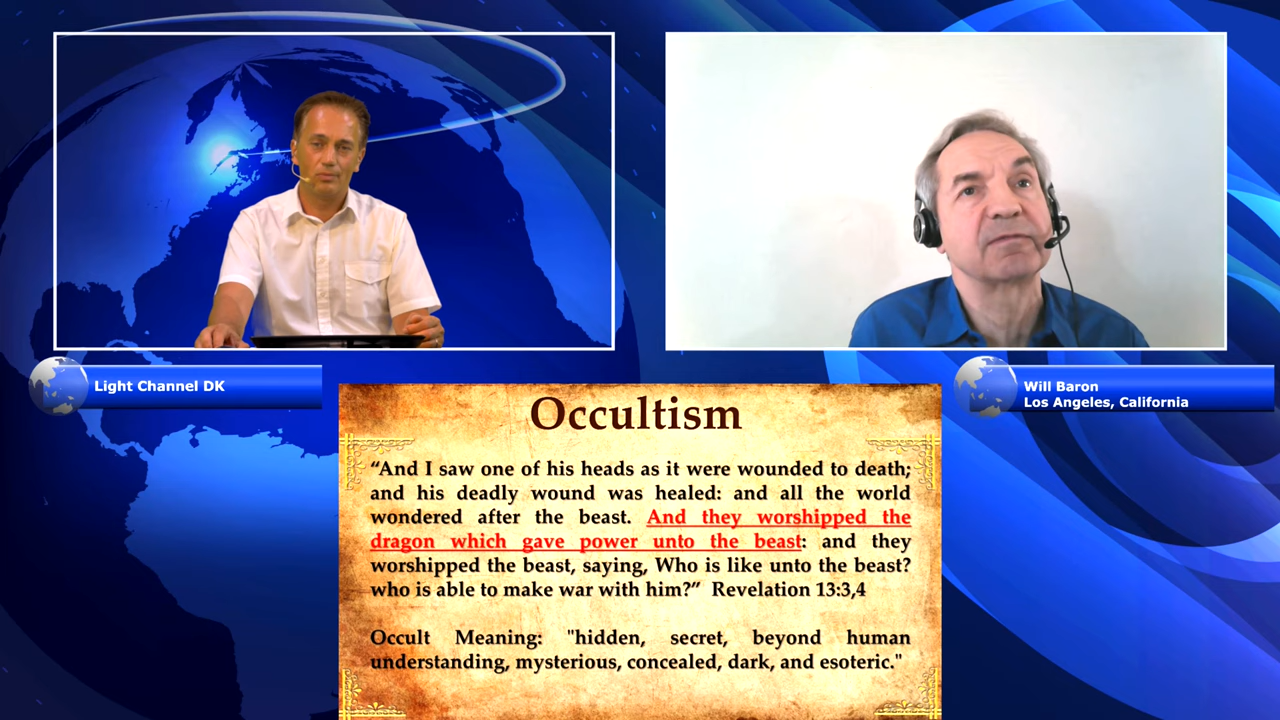 Light Channel DK
Will Baron
Los Angeles, California
Occultism
“And I saw one of his heads as it were wounded to death;
and his deadly wound was healed: and all the world
wondered after the beast. And they worshipped the
dragon which gave power unto the beast: and they
worshipped the beast, saying, Who is like unto the beast?
who is able to make war with him?” Revelation 13:3,4
Occult Meaning: "hidden, secret, beyond human
understanding, mysterious, concealed, dark, and esoteric."